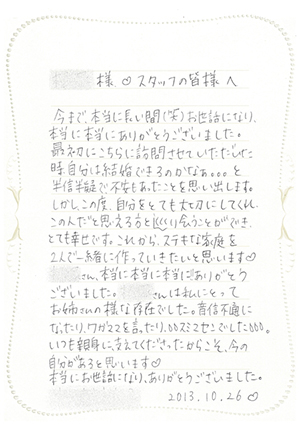 様♡スタッフの皆様へ
今まで本当に長い間(笑)お世話になり、
本当に本当にありがとうございました。
最初にこちらに訪問させていただいた
時、自分は結婚できるのかなぁ。。。と
半信半疑で不安もあったことを思い出します。
しかし、この度、自分をとても大切にしてくれ、
この人だと思える方とめぐり会うことができ、
とても幸せです。これから、ステキな家庭を
2人で一緒に作っていきたいと思います♡
さん、本当に本当に本当にありがとう
ございました。 さんは私にとって
お姉さんの様な存在でした。音信不通に
なったり、ワガママを言ったり、。。スミマセンでした。。。
いつも親身に支えてくださったからこそ、今の
自分があると思います♡
本当にお世話になり、ありがとうございました。
2013.10.26 ♡